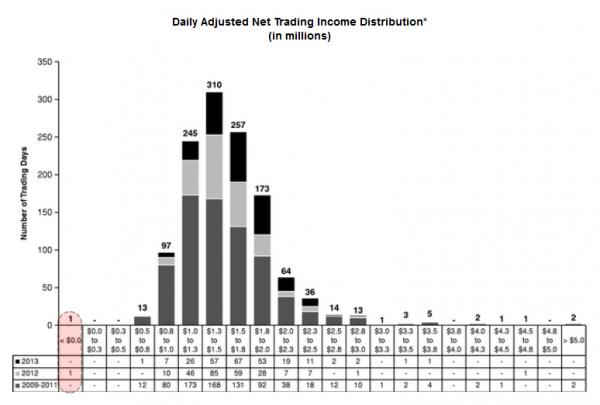 Daily Adjusted Net Trading Income Distribution*
(in millions)
350
300
250
200
150
100
50
0
Number of Trading Days
1 - - 13 97 245 310 257 173 64 36 14 13 1 3 5 - 2 1 1 - 2
< $0.0 $0.0 $0.3 $0.5 $0.8 $1.0 $1.3 $1.5 $1.8 $2.0 $2.3 $2.5 $2.8 $3.0 $3.3 $3.5 $3.8 $4.0 $4.3 $4.5 $4.8 > $5.0
to to to to to to to to to to to to to to to to to to to to
$0.3 $0.5 $0.8 $1.0 $1.3 $1.5 $1.8 $2.0 $2.3 $2.5 $2.8 $3.0 $3.3 $3.5 $3.8 $4.0 $4.3 $4.5 $4.8 $5.0
2013 - - - 1 7 26 57 67 53 19 11 2 2 - 1 1 - - - - - -
2012 1 - - - 10 46 85 59 28 7 7 - 1 - - - - - - 1 - -
2009-2011 - - - 12 80 173 168 131 92 38 18 12 10 1 2 4 - 2 1 - - 2